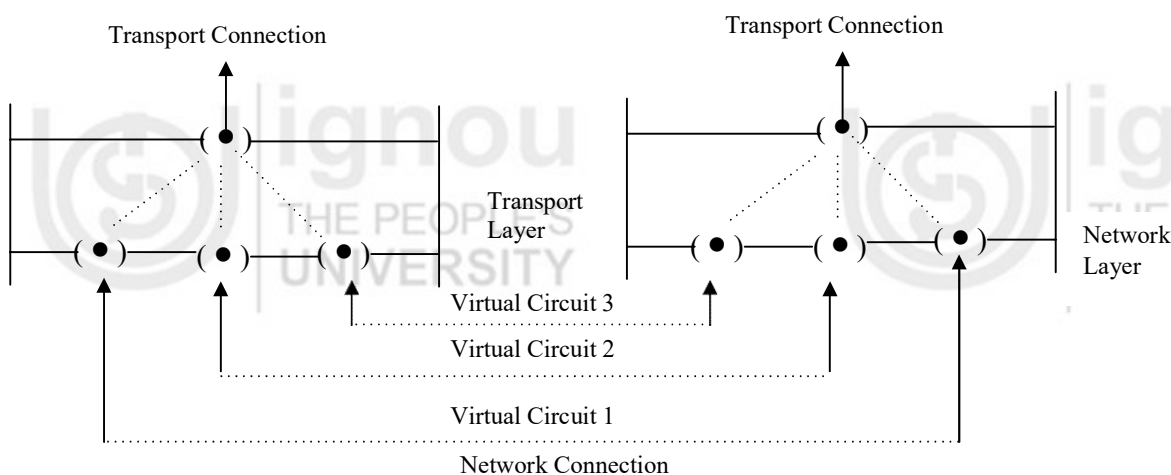 Transport Connection
Transport Connection
ignou
THE PEOPLE'S
UNIVERSITY
Transport
Layer
ig
Network
Layer
Virtual Circuit 3
Virtual Circuit 2
Virtual Circuit 1
Network Connection